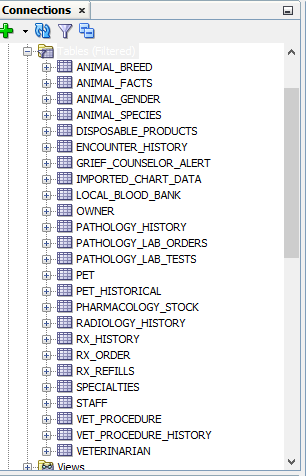 Connections
Tables (Filtered)
ANIMAL_BREED
ANIMAL_FACTS
ANIMAL_GENDER
ANIMAL_SPECIES
DISPOSABLE_PRODUCTS
ENCOUNTER_HISTORY
GRIEF_COUNSELOR_ALERT
IMPORTED_CHART_DATA
LOCAL_BLOOD_BANK
OWNER
PATHOLOGY_HISTORY
PATHOLOGY_LAB_ORDERS
PATHOLOGY_LAB_TESTS
PET
PET_HISTORICAL
PHARMACOLOGY_STOCK
RADIOLOGY_HISTORY
RX_HISTORY
RX_ORDER
RX_REFILLS
SPECIALTIES
STAFF
VET_PROCEDURE
VET_PROCEDURE_HISTORY
VETERINARIAN
Views